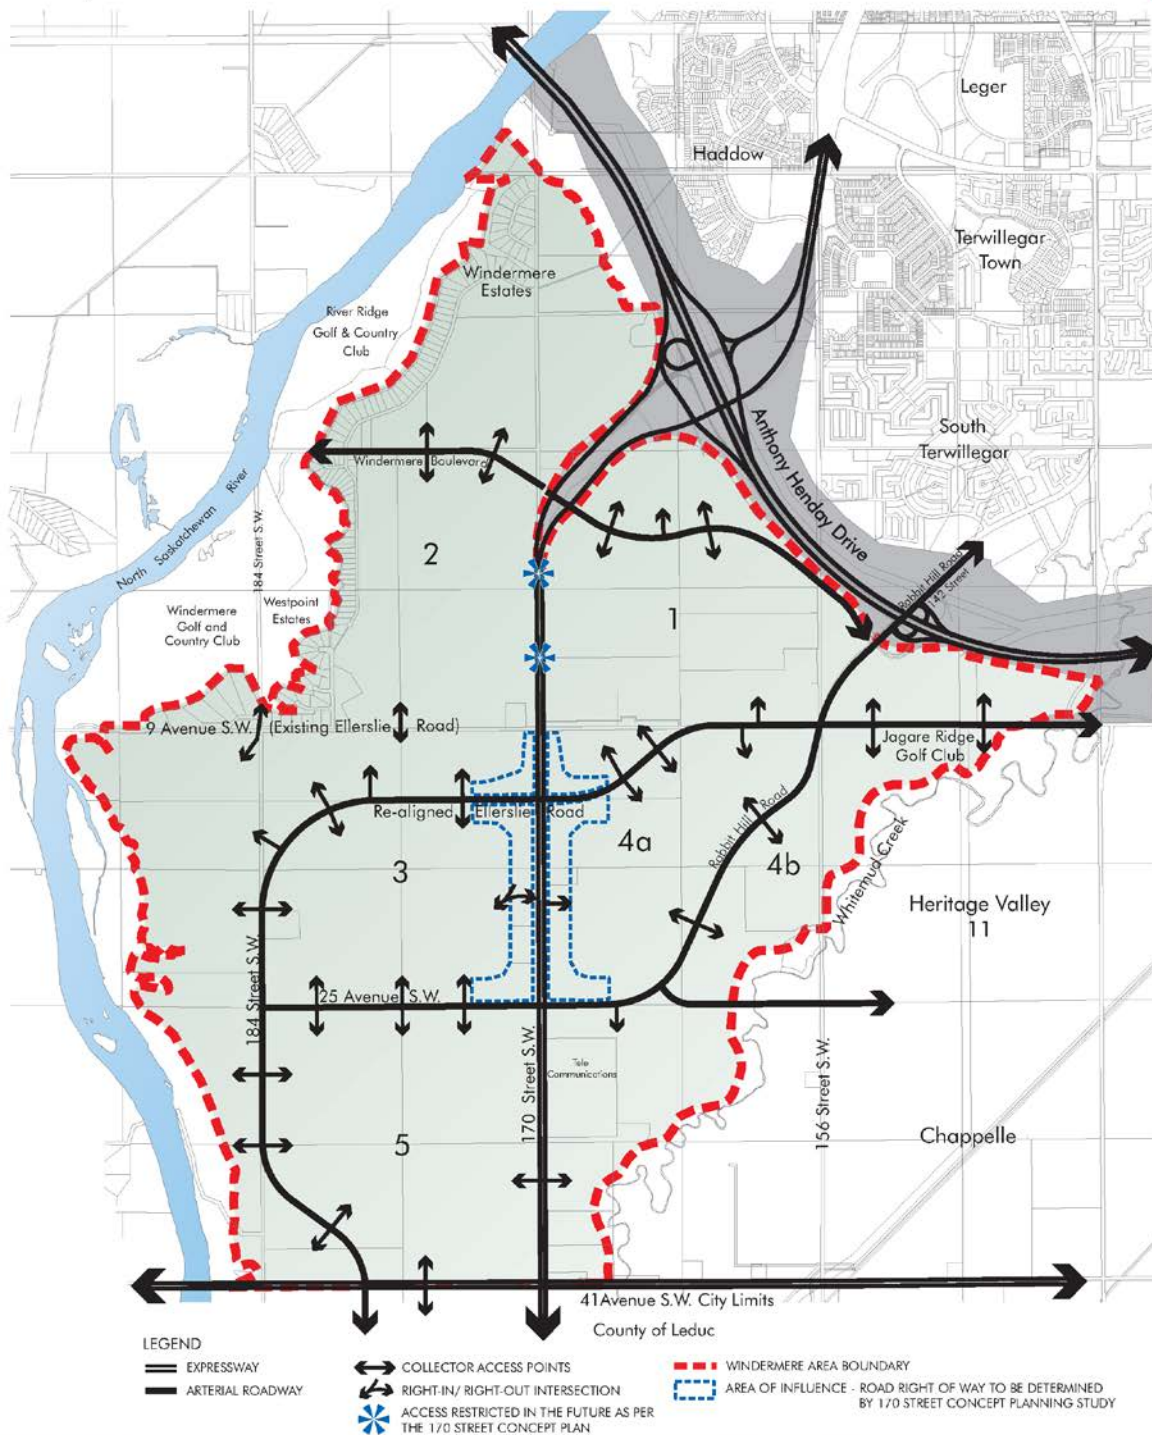 Leger
Haddow
Terwillegar
Town
Windermere
Estates
River Ridge
Golf & Country
Club
South
Terwillegar
Anthony Henday Drive
Windermere Boulevard
North Saskatchewan River
184 Street S.W.
2
Rabbit Hill Road
142 Street
Windermere
Golf and
Country Club
Westpoint
Estates
1
9 Avenue S.W. (Existing Ellerslie Road)
Jagare Ridge
Golf Club
Re-aligned Ellerslie Road
Rabbit Hill Road
4a
4b
3
Whitemud Creek
Heritage Valley
11
184 Street S.W.
25 Avenue S.W.
170 Street S.W.
Tele
Communications
156 Street S.W.
5
Chappelle
41Avenue S.W. City Limits
County of Leduc
LEGEND
EXPRESSWAY
ARTERIAL ROADWAY
COLLECTOR ACCESS POINTS
RIGHT-IN/ RIGHT-OUT INTERSECTION
ACCESS RESTRICTED IN THE FUTURE AS PER
THE 170 STREET CONCEPT PLAN
WINDERMERE AREA BOUNDARY
AREA OF INFLUENCE - ROAD RIGHT OF WAY TO BE DETERMINED
BY 170 STREET CONCEPT PLANNING STUDY